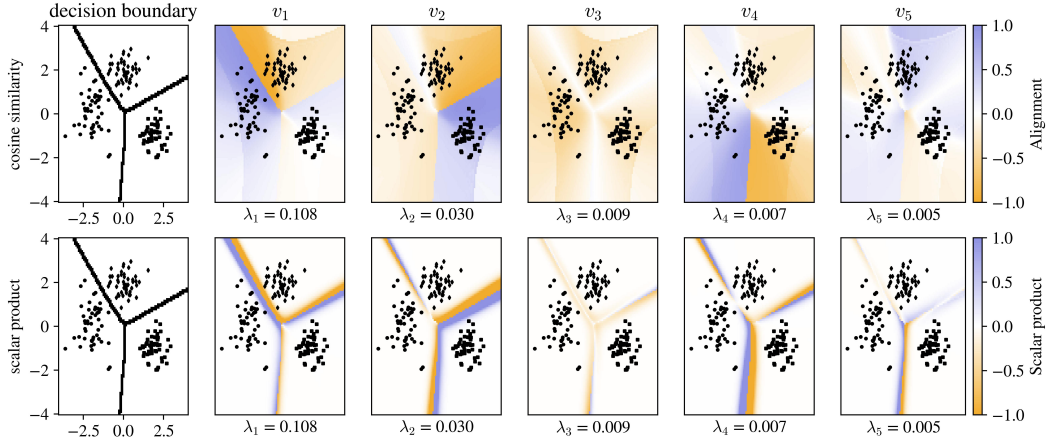 decision boundary v₁ v₂ v₃ v₄ v₅
cosine similarity
4
2
0
−2
−4
−2.5 0.0 2.5
λ₁ = 0.108 λ₂ = 0.030 λ₃ = 0.009 λ₄ = 0.007 λ₅ = 0.005
1.0
0.5
0.0
−0.5
−1.0
Alignment
scalar product
4
2
0
−2
−4
−2.5 0.0 2.5
λ₁ = 0.108 λ₂ = 0.030 λ₃ = 0.009 λ₄ = 0.007 λ₅ = 0.005
1.0
0.5
0.0
−0.5
−1.0
Scalar product